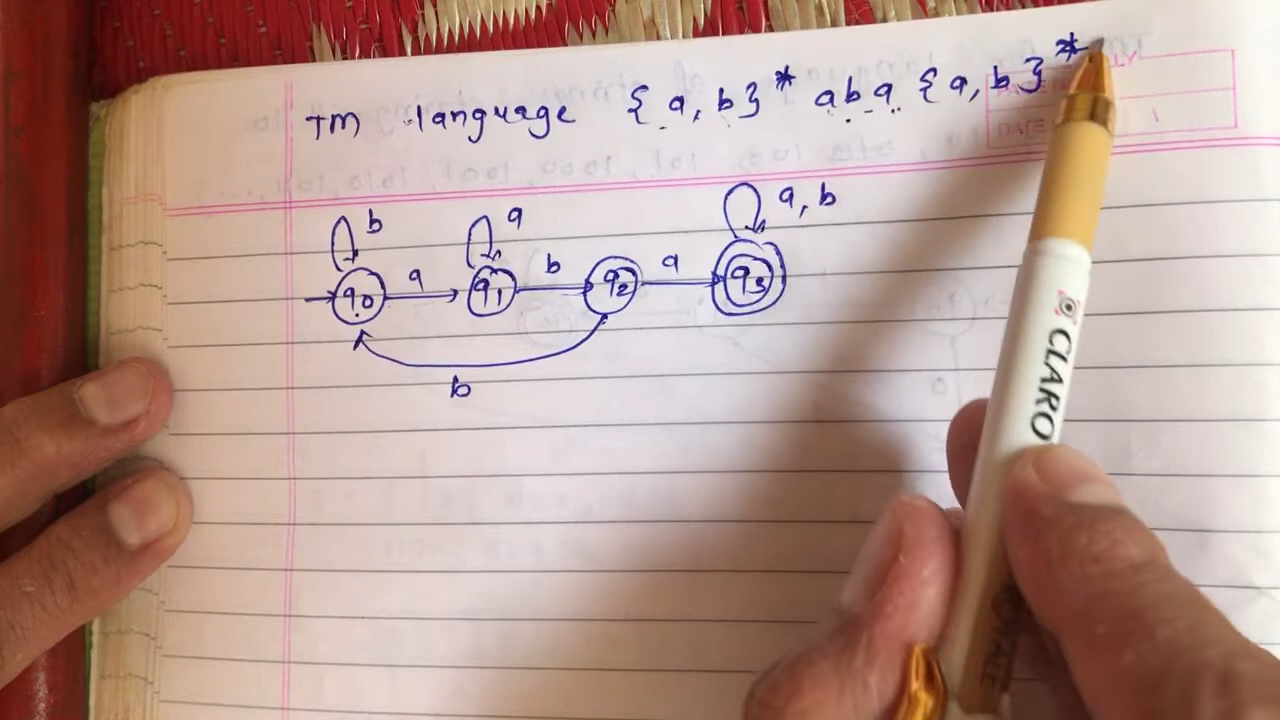 TM language {a, b}* aba {a, b}*
b a a, b
q0 a q1 b q2 a q3
b
CLARO